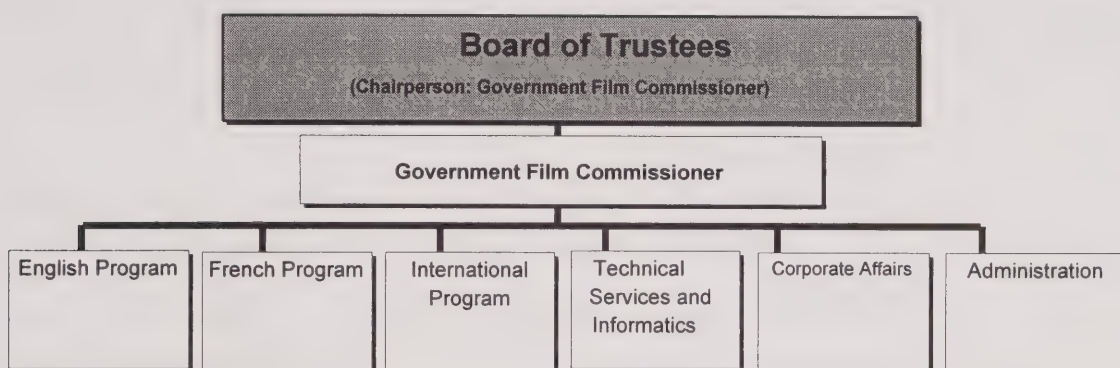 Board of Trustees
(Chairperson: Government Film Commissioner)
Government Film Commissioner
English Program
French Program
International
Program
Technical
Services and
Informatics
Corporate Affairs
Administration